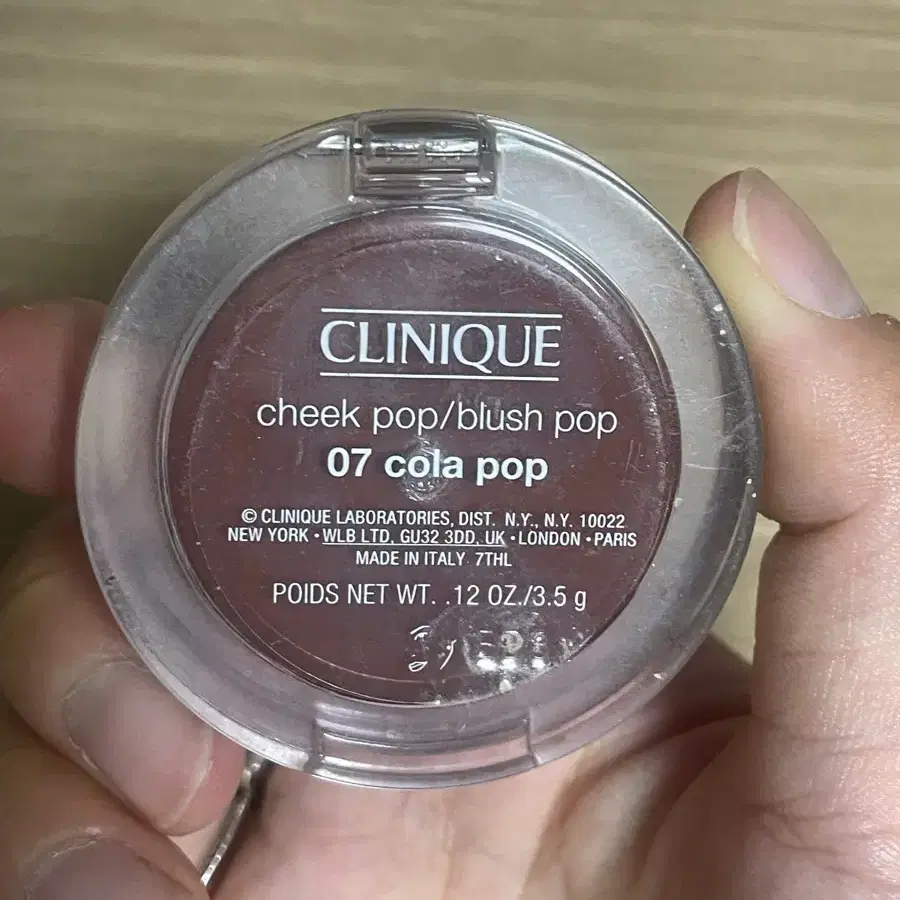 CLINIQUE
cheek pop/blush pop
07 cola pop
© CLINIQUE LABORATORIES, DIST. N.Y., N.Y. 10022
NEW YORK • WLB LTD, GU32 3DD, UK • LONDON • PARIS
MADE IN ITALY 7THL
POIDS NET WT. .12 OZ./3.5 g